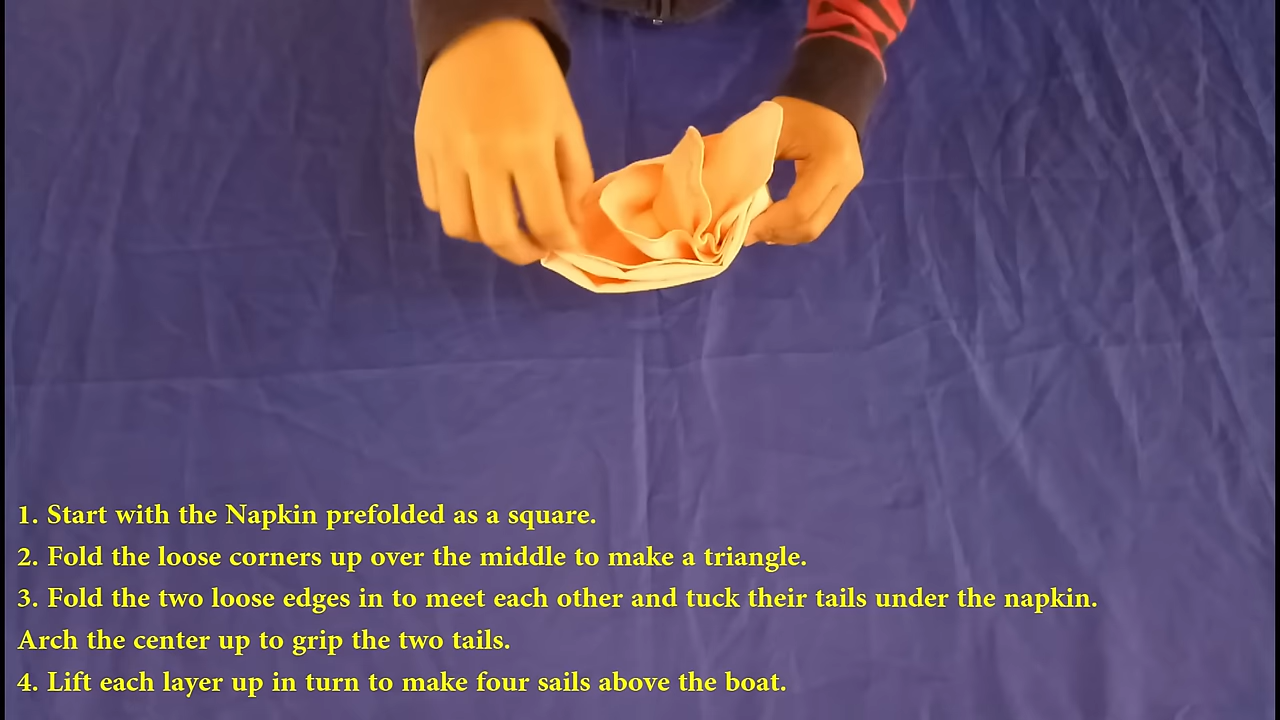 1. Start with the Napkin prefolded as a square.
2. Fold the loose corners up over the middle to make a triangle.
3. Fold the two loose edges in to meet each other and tuck their tails under the napkin.
Arch the center up to grip the two tails.
4. Lift each layer up in turn to make four sails above the boat.